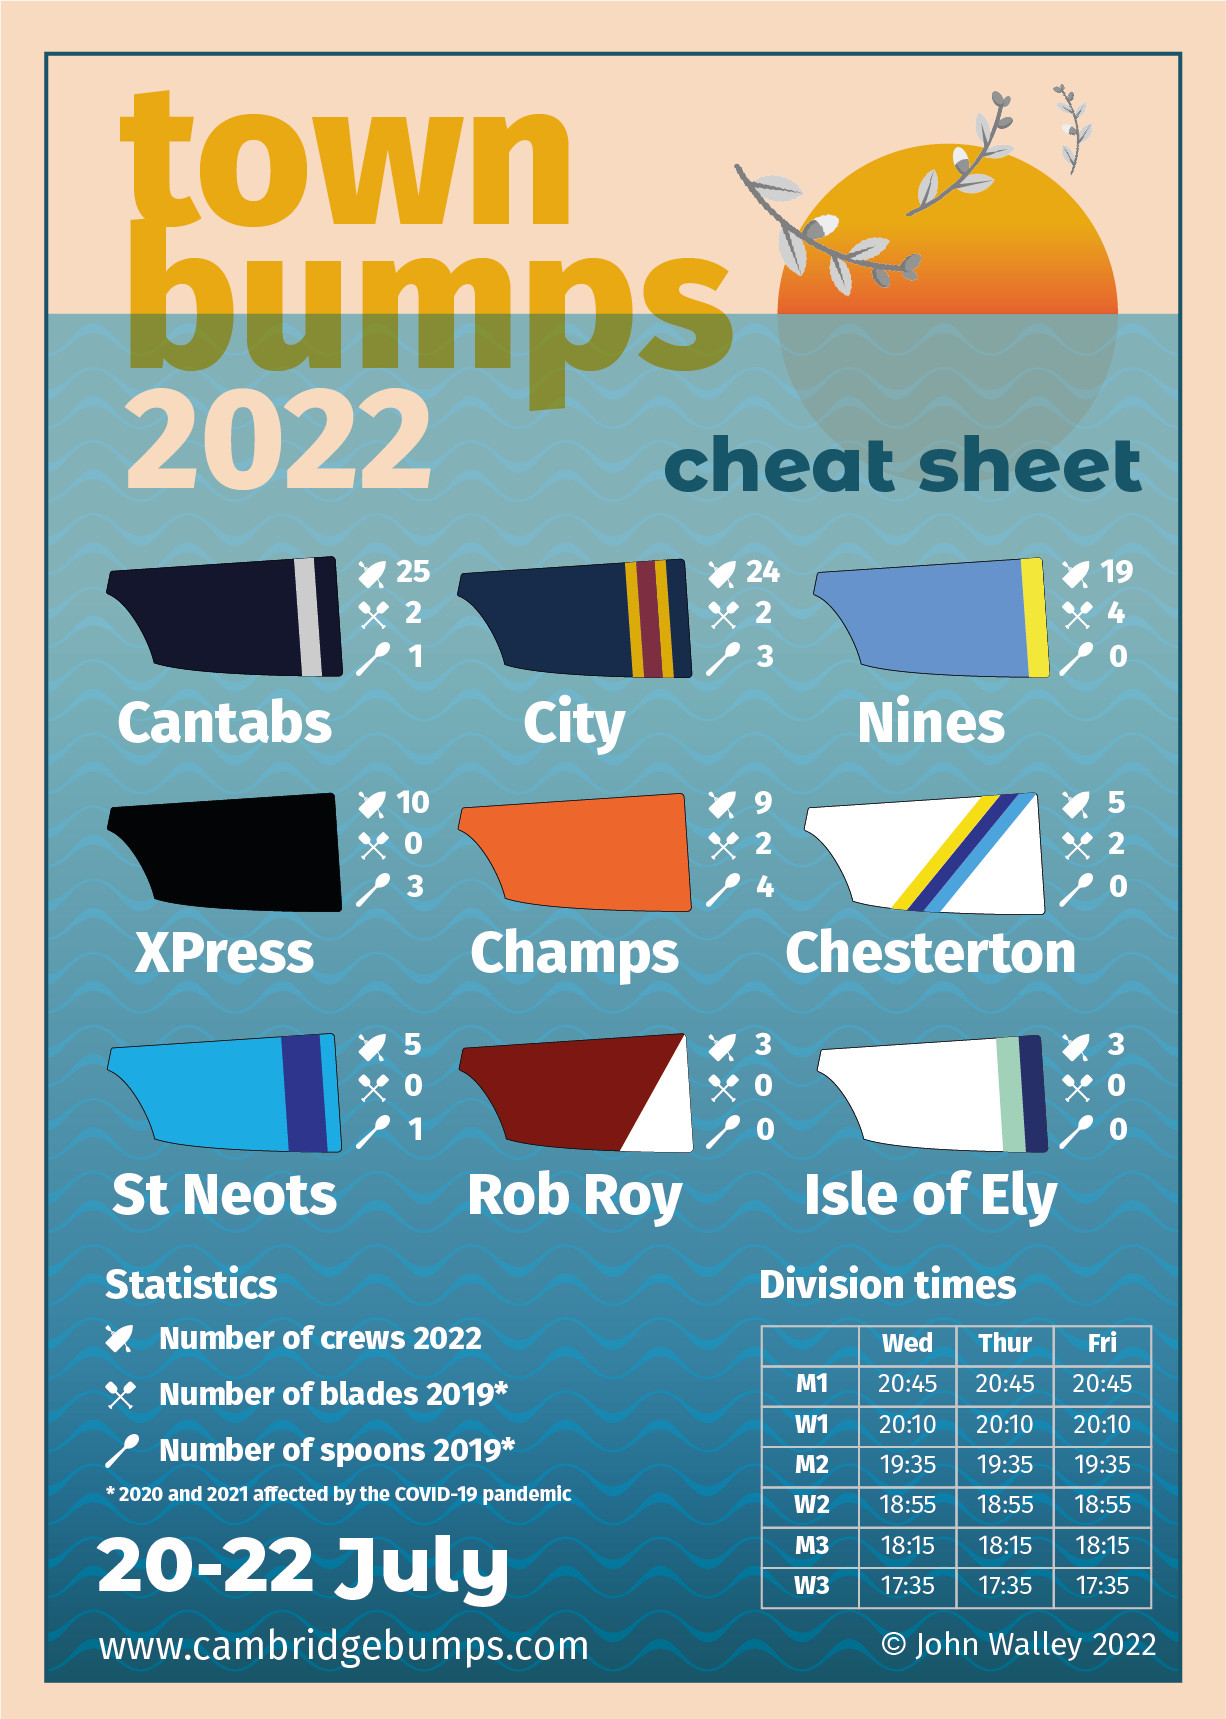 town
bumps
2022
cheat sheet
25
2
1
Cantabs
24
2
3
City
19
4
0
Nines
10
0
3
XPress
9
2
4
Champs
5
2
0
Chesterton
5
0
1
St Neots
3
0
0
Rob Roy
3
0
0
Isle of Ely
Statistics
Number of crews 2022
Number of blades 2019*
Number of spoons 2019*
* 2020 and 2021 affected by the COVID-19 pandemic
20-22 July
www.cambridgebumps.com
Division times
Wed Thur Fri
M1 20:45 20:45 20:45
W1 20:10 20:10 20:10
M2 19:35 19:35 19:35
W2 18:55 18:55 18:55
M3 18:15 18:15 18:15
W3 17:35 17:35 17:35
© John Walley 2022